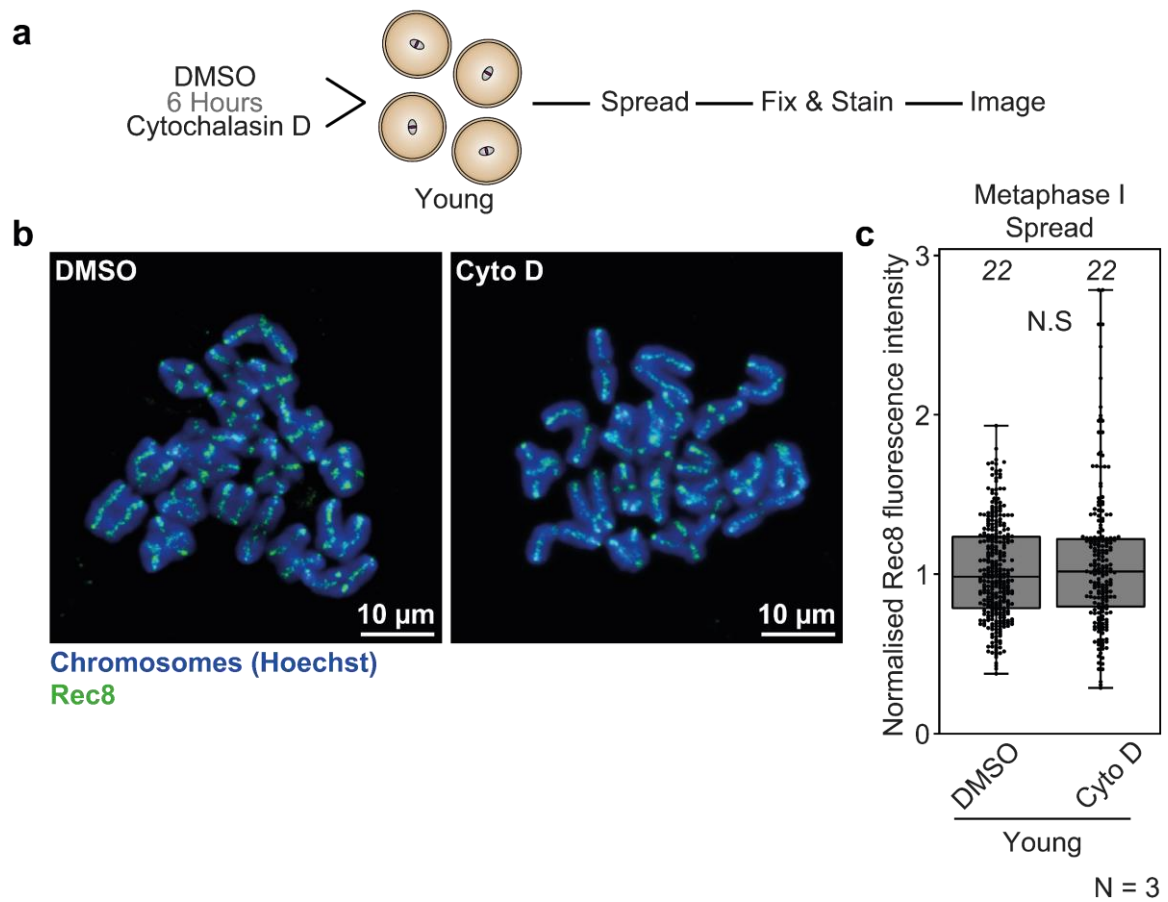 a
DMSO
6 Hours
Cytochalasin D
Young
Spread
Fix & Stain
Image
b
DMSO
10 µm
Cyto D
10 µm
Chromosomes (Hoechst)
Rec8
c
Metaphase I
Spread
Normalised Rec8 fluorescence intensity
3
2
1
0
22
22
N.S
DMSO
Cyto D
Young
N = 3